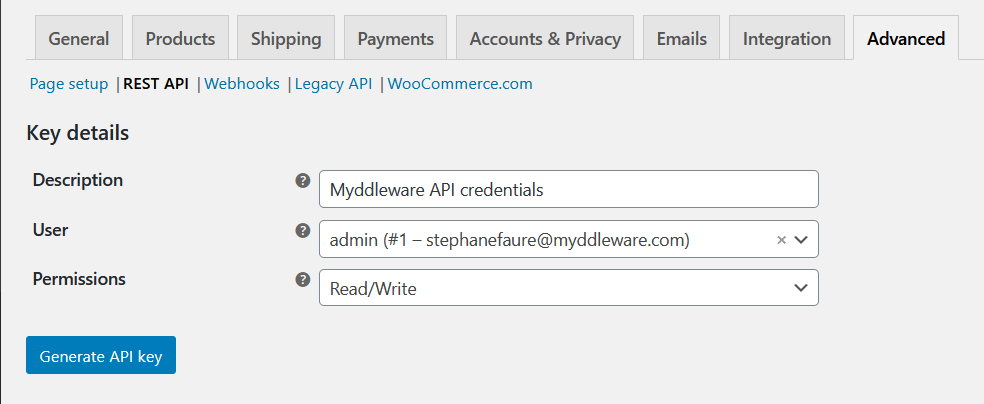 General Products Shipping Payments Accounts & Privacy Emails Integration Advanced
Page setup | REST API | Webhooks | Legacy API | WooCommerce.com
Key details
Description ? Myddleware API credentials
User ? admin (#1 – stephanefaure@myddleware.com) × 
Permissions ? Read/Write
Generate API key